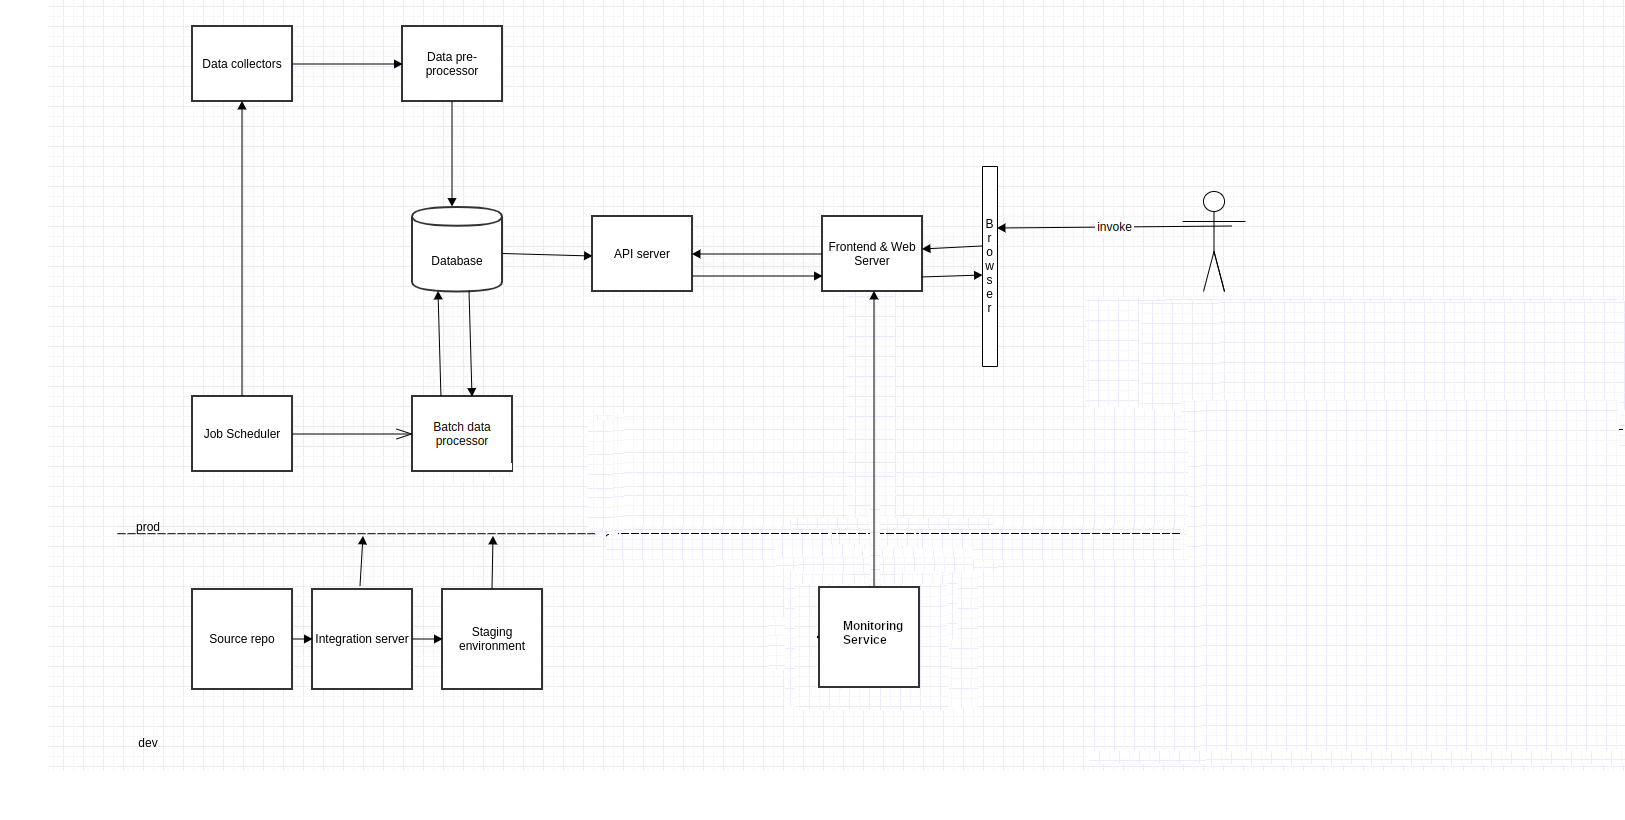 Data collectors
Data pre-
processor
invoke
B
r
o
w
s
e
r
Database
API server
Frontend & Web
Server
Job Scheduler
Batch data
processor
prod
Source repo
Integration server
Staging
environment
Monitoring
Service
dev